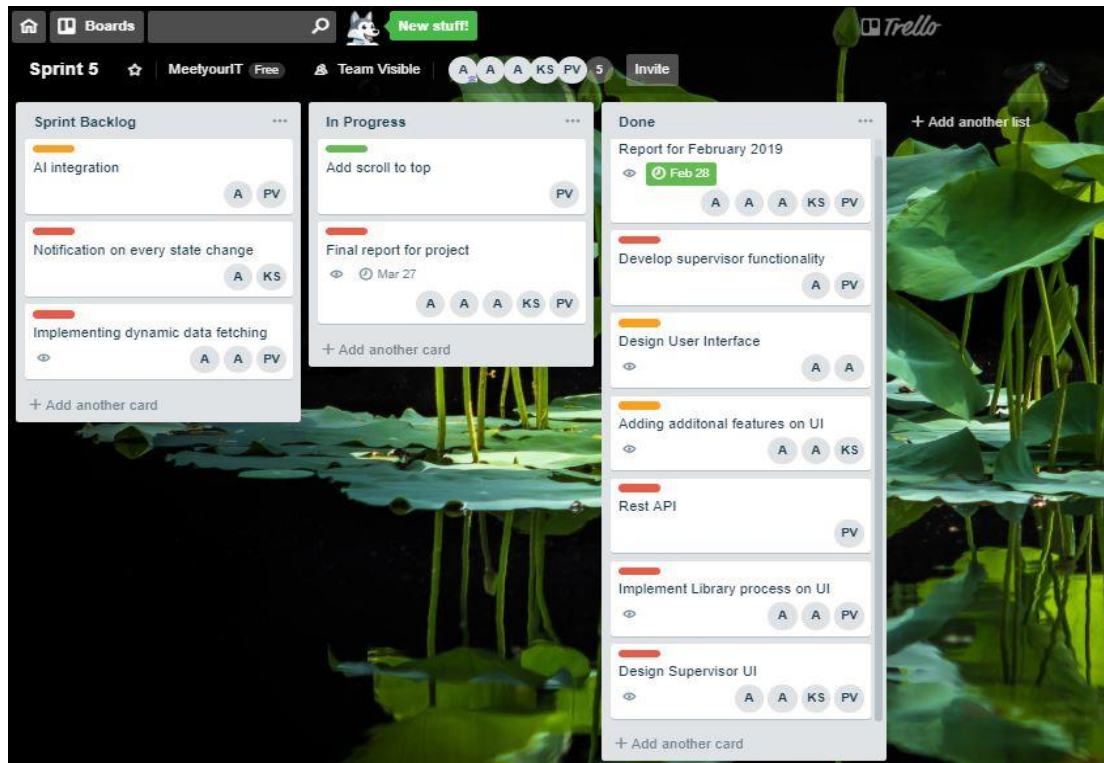 Boards
New stuff!
Trello
Sprint 5
MeetyourIT Free
Team Visible
A A A KS PV 5
Invite
Sprint Backlog
AI integration
A PV
Notification on every state change
A KS
Implementing dynamic data fetching
A A PV
+ Add another card
In Progress
Add scroll to top
PV
Final report for project
Mar 27
A A A KS PV
+ Add another card
Done
Report for February 2019
Feb 28
A A A KS PV
Develop supervisor functionality
A PV
Design User Interface
A A
Adding additonal features on UI
A A KS
Rest API
PV
Implement Library process on UI
A A PV
Design Supervisor UI
A A KS PV
+ Add another card
+ Add another list